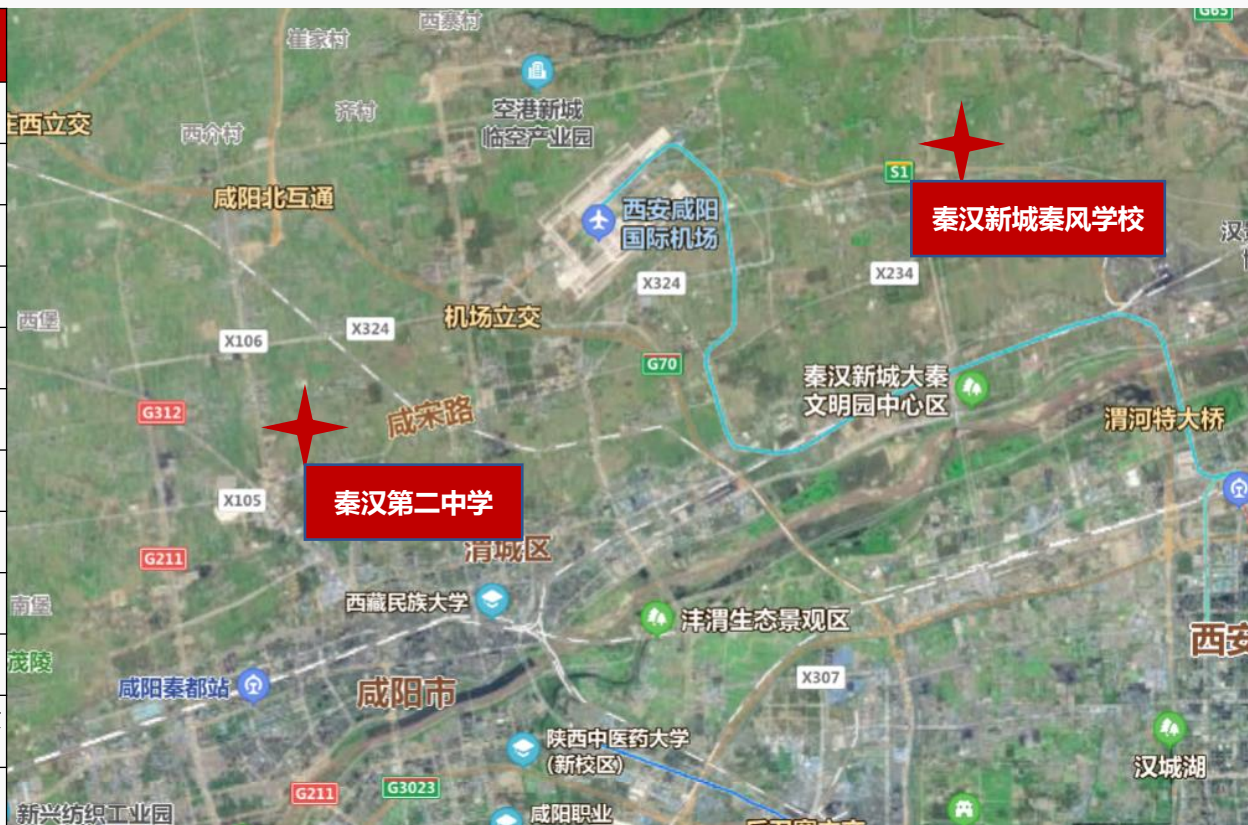 G65
西寨村
崔家村
空港新城
临空产业园
齐村
西介村
庄西立交
S1
咸阳北互通
西安咸阳
国际机场
秦汉新城秦风学校
X324
X234
机场立交
西堡
X106
X324
G70
秦汉新城大秦
文明园中心区
G312
咸宋路
渭河特大桥
X105
秦汉第二中学
渭城区
G211
南堡
西藏民族大学
沣渭生态景观区
西安
茂陵
咸阳秦都站
咸阳市
X307
陕西中医药大学
(新校区)
汉城湖
G211
G3023
新兴纺织工业园
咸阳职业